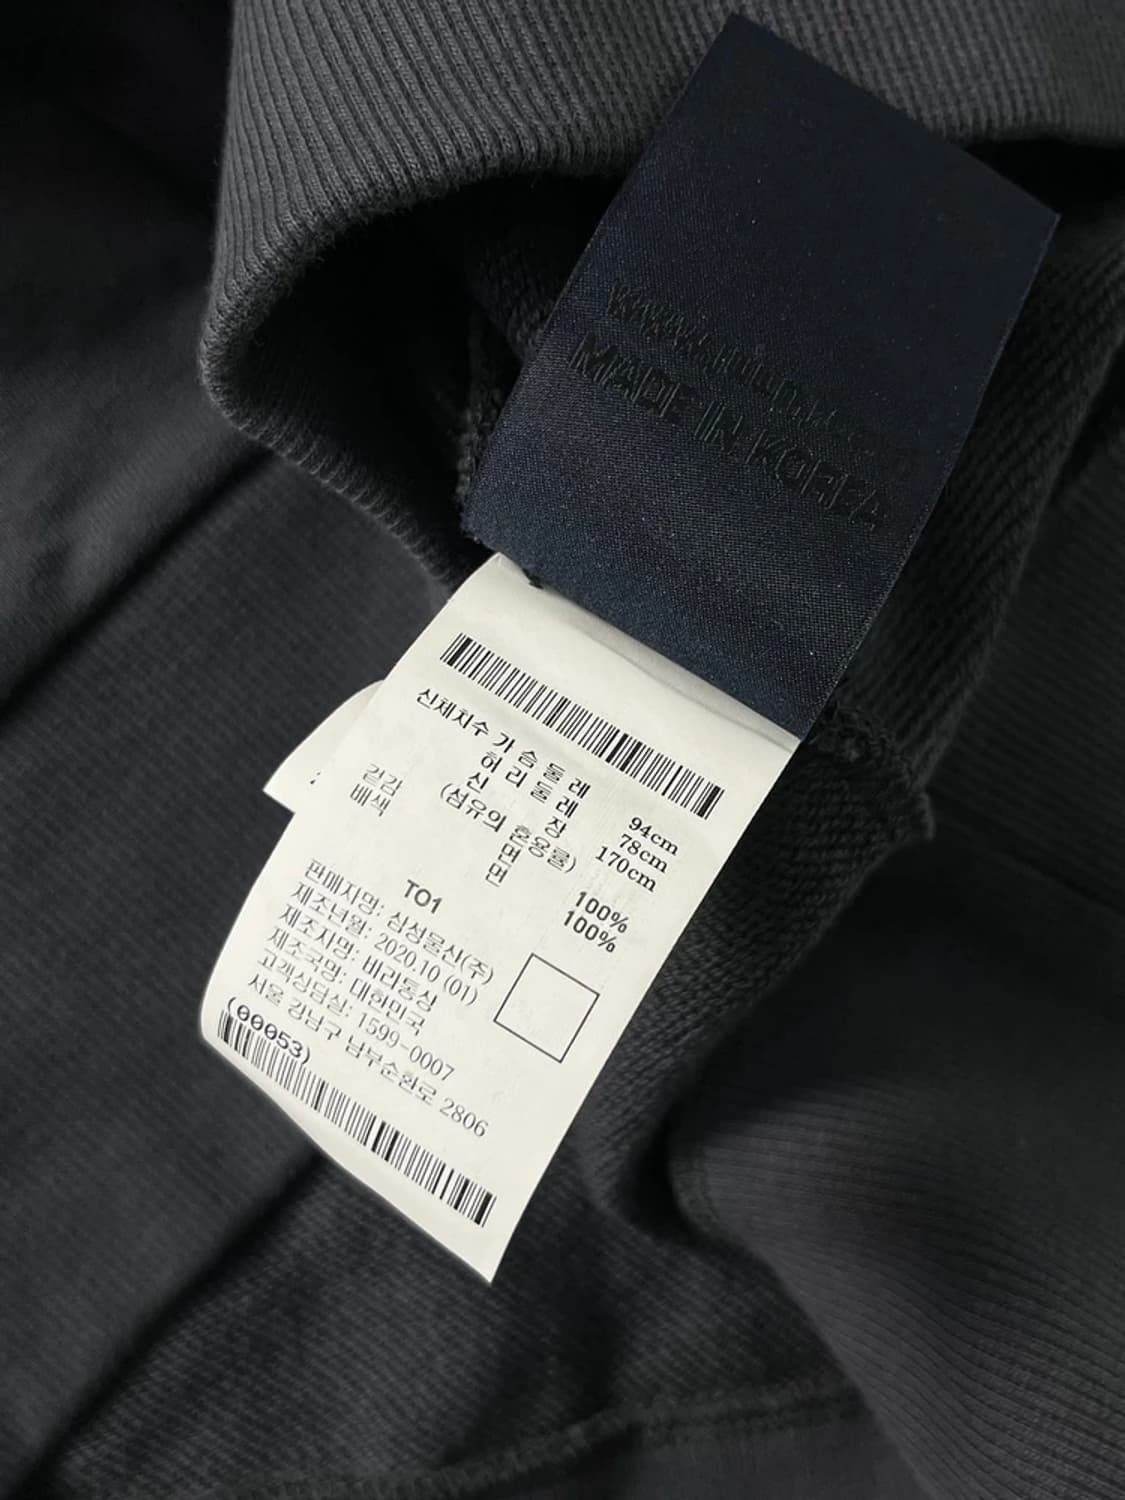 MADE IN KOREA
신체치수 가슴둘레 94cm
허리둘레 78cm
신장 170cm
(섬유의 혼용률)
겉감 면 100%
배색 면 100%
TO1
판매자명: 삼성물산(주)
제조년월: 2020.10 (01)
제조자명: 비리통상
제조국명: 대한민국
고객상담실: 1599-0007
서울 강남구 남부순환로 2806
(00053)